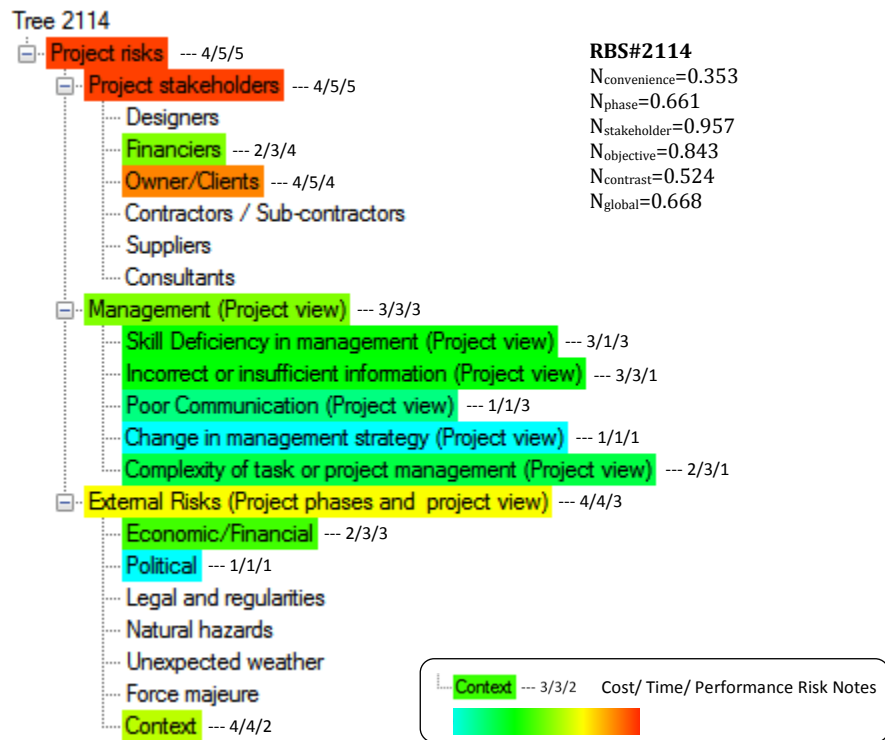 Tree 2114
Project risks --- 4/5/5
Project stakeholders --- 4/5/5
Designers
Financiers --- 2/3/4
Owner/Clients --- 4/5/4
Contractors / Sub-contractors
Suppliers
Consultants
Management (Project view) --- 3/3/3
Skill Deficiency in management (Project view) --- 3/1/3
Incorrect or insufficient information (Project view) --- 3/3/1
Poor Communication (Project view) --- 1/1/3
Change in management strategy (Project view) --- 1/1/1
Complexity of task or project management (Project view) --- 2/3/1
External Risks (Project phases and project view) --- 4/4/3
Economic/Financial --- 2/3/3
Political --- 1/1/1
Legal and regularities
Natural hazards
Unexpected weather
Force majeure
Context --- 4/4/2
RBS#2114
Nconvenience=0.353
Nphase=0.661
Nstakeholder=0.957
Nobjective=0.843
Ncontrast=0.524
Nglobal=0.668
Context --- 3/3/2 Cost/ Time/ Performance Risk Notes